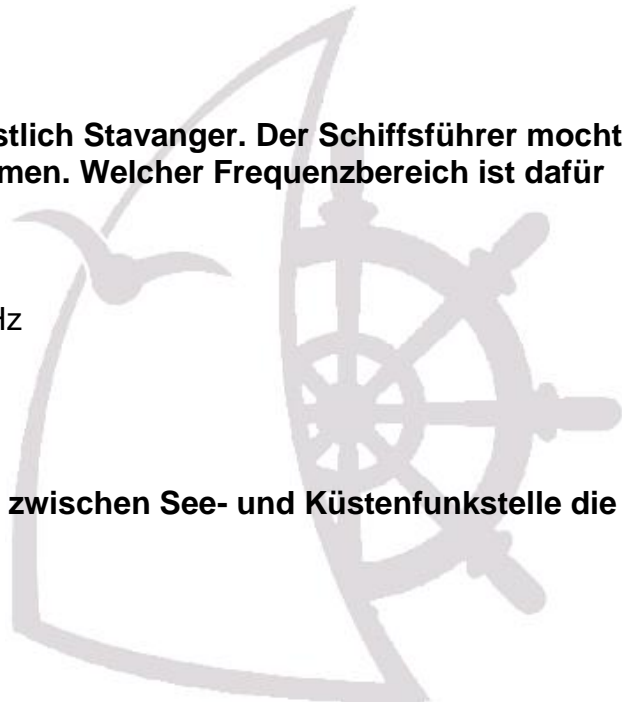 stlich Stavanger. Der Schiffsführer mocht
men. Welcher Frequenzbereich ist dafür
Hz
zwischen See- und Küstenfunkstelle die